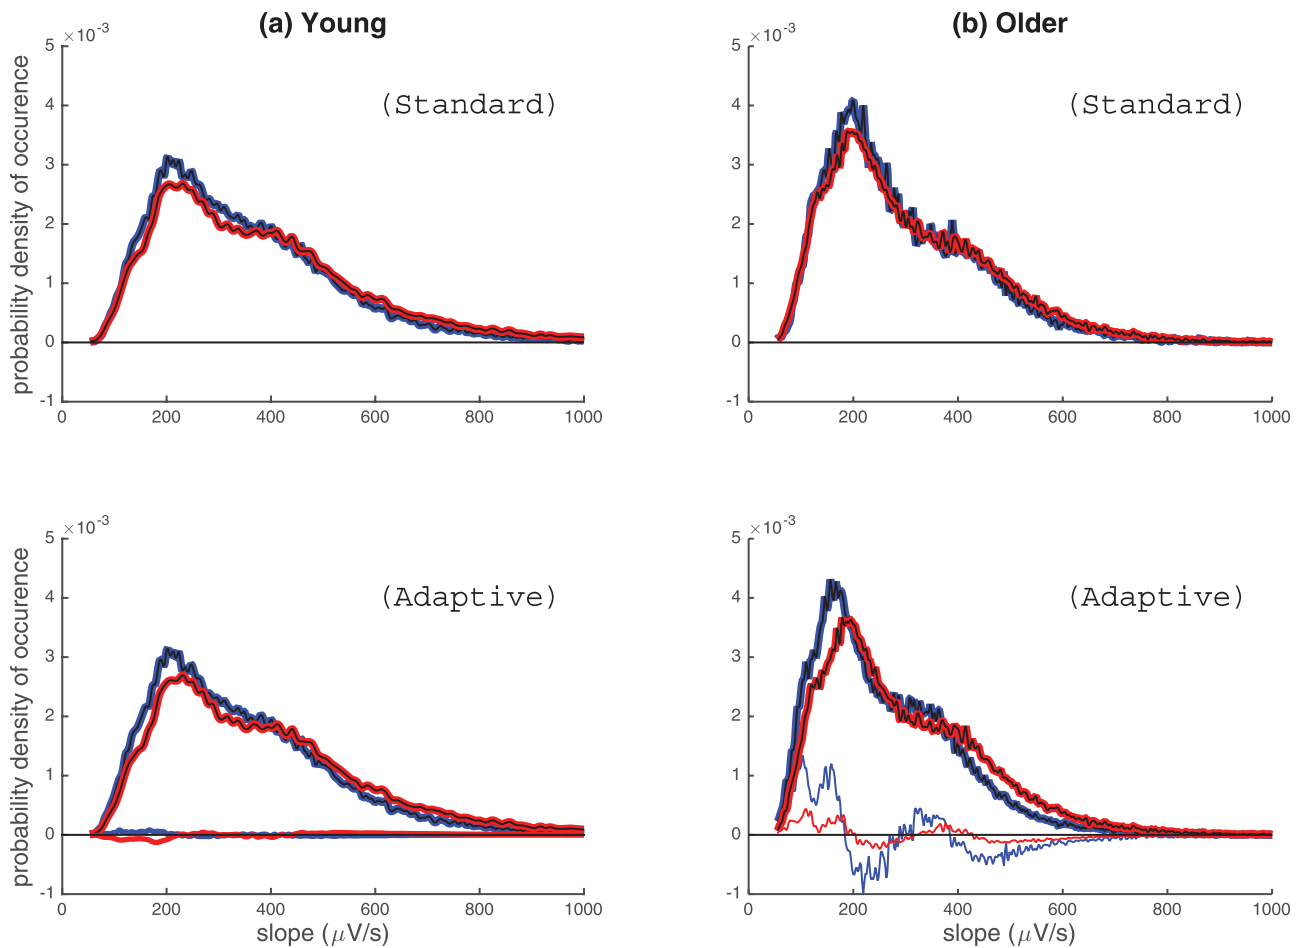 (a) Young
(b) Older
5 ×10-3
4
3
2
1
0
-1
0 200 400 600 800 1000
probability density of occurence
(Standard)
5 ×10-3
4
3
2
1
0
-1
0 200 400 600 800 1000
(Standard)
5 ×10-3
4
3
2
1
0
-1
0 200 400 600 800 1000
probability density of occurence
slope (μV/s)
(Adaptive)
5 ×10-3
4
3
2
1
0
-1
0 200 400 600 800 1000
slope (μV/s)
(Adaptive)